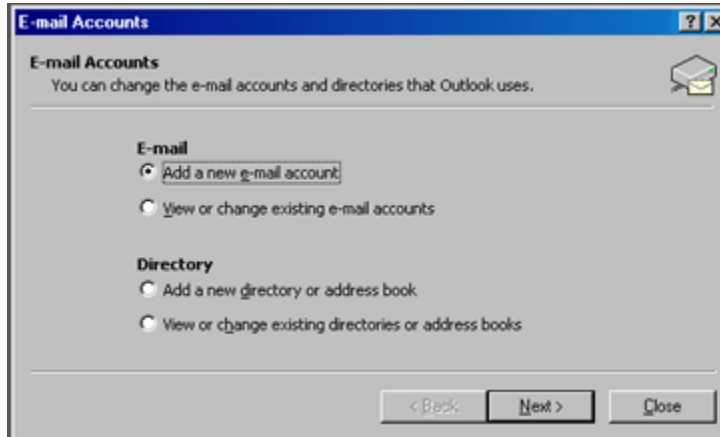 E-mail Accounts
E-mail Accounts
You can change the e-mail accounts and directories that Outlook uses.
E-mail
Add a new e-mail account
View or change existing e-mail accounts
Directory
Add a new directory or address book
View or change existing directories or address books
< Back
Next >
Close